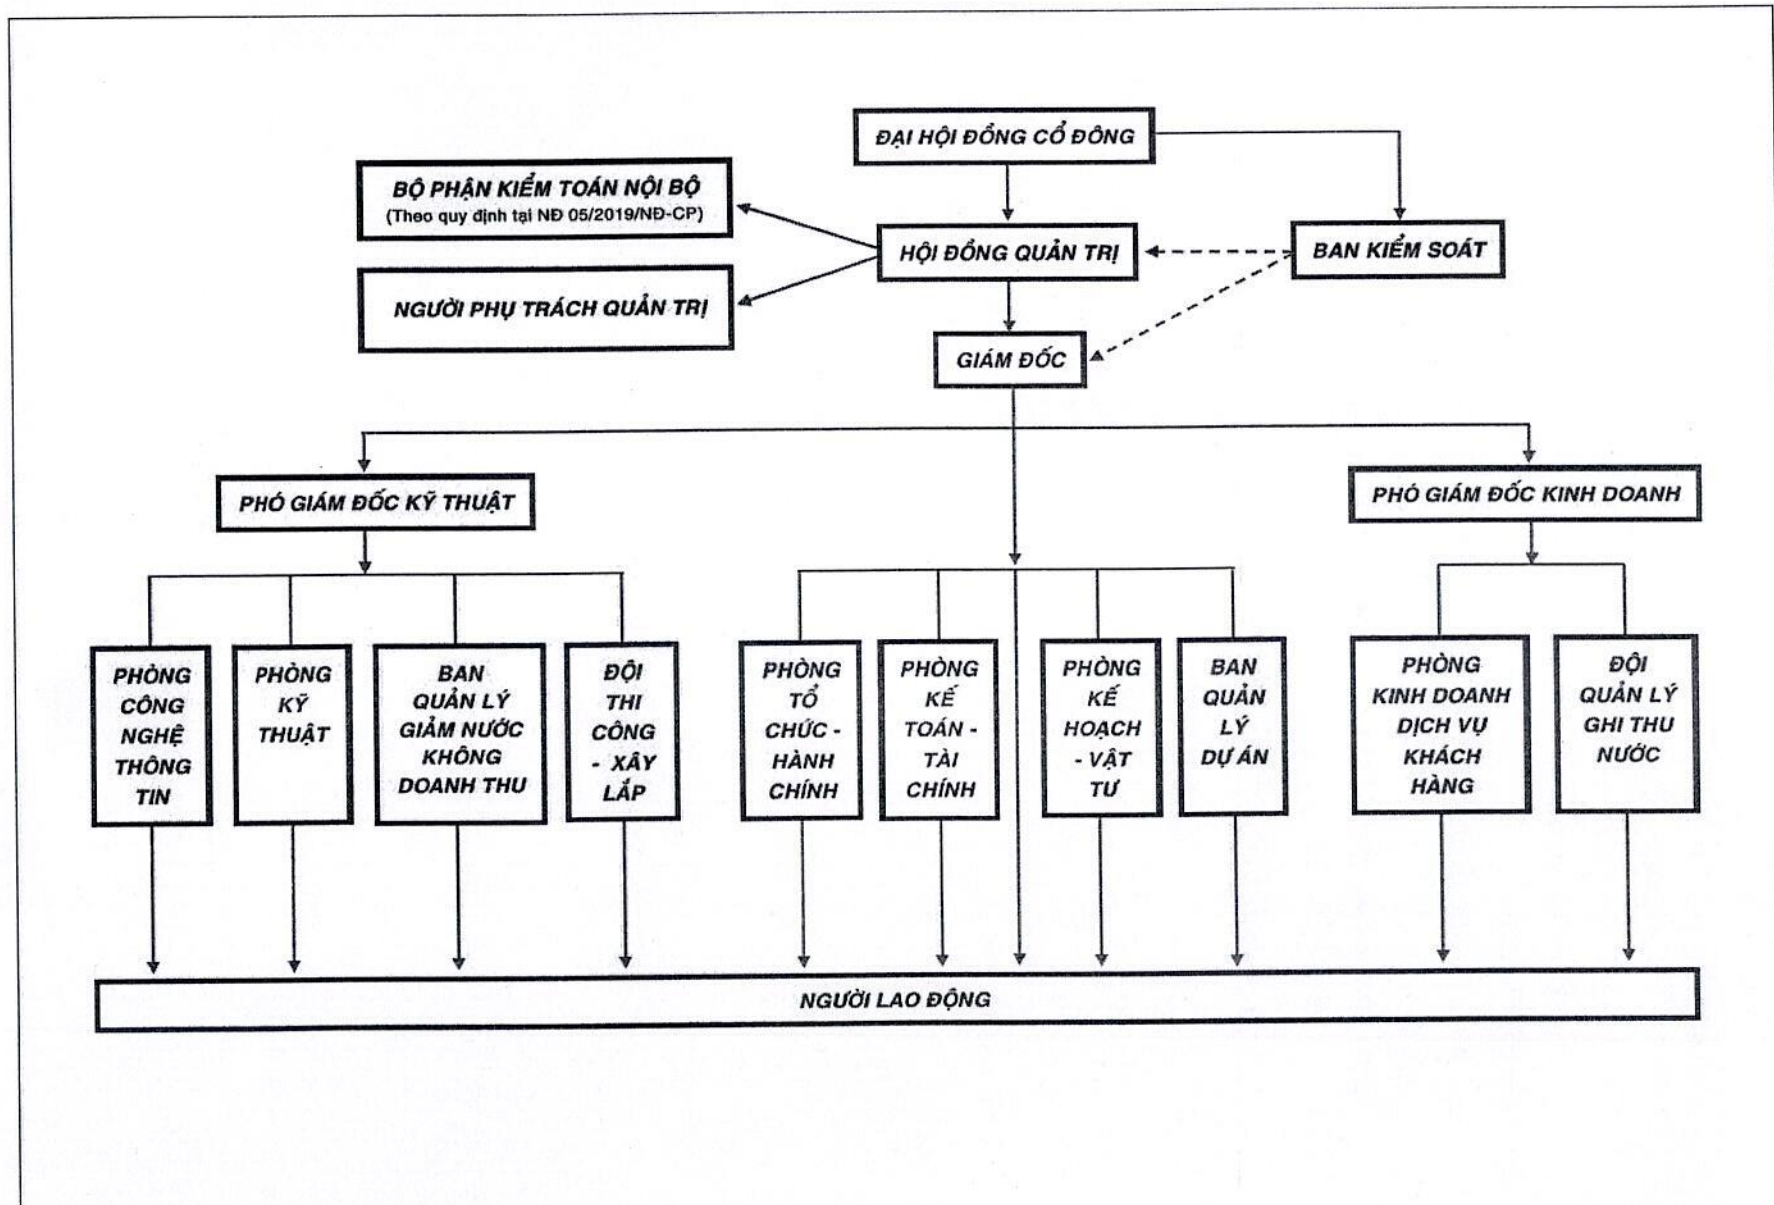 ĐẠI HỘI ĐỒNG CỔ ĐÔNG
BỘ PHẬN KIỂM TOÁN NỘI BỘ
(Theo quy định tại NĐ 05/2019/NĐ-CP)
HỘI ĐỒNG QUẢN TRỊ
BAN KIỂM SOÁT
NGƯỜI PHỤ TRÁCH QUẢN TRỊ
GIÁM ĐỐC
PHÓ GIÁM ĐỐC KỸ THUẬT
PHÓ GIÁM ĐỐC KINH DOANH
PHÒNG
CÔNG
NGHỆ
THÔNG
TIN
PHÒNG
KỸ
THUẬT
BAN
QUẢN LÝ
GIẢM NƯỚC
KHÔNG
DOANH THU
ĐỘI
THI
CÔNG
- XÂY
LẮP
PHÒNG
TỔ
CHỨC -
HÀNH
CHÍNH
PHÒNG
KẾ
TOÁN -
TÀI
CHÍNH
PHÒNG
KẾ
HOẠCH
- VẬT
TƯ
BAN
QUẢN
LÝ
DỰ ÁN
PHÒNG
KINH DOANH
DỊCH VỤ
KHÁCH
HÀNG
ĐỘI
QUẢN LÝ
GHI THU
NƯỚC
NGƯỜI LAO ĐỘNG